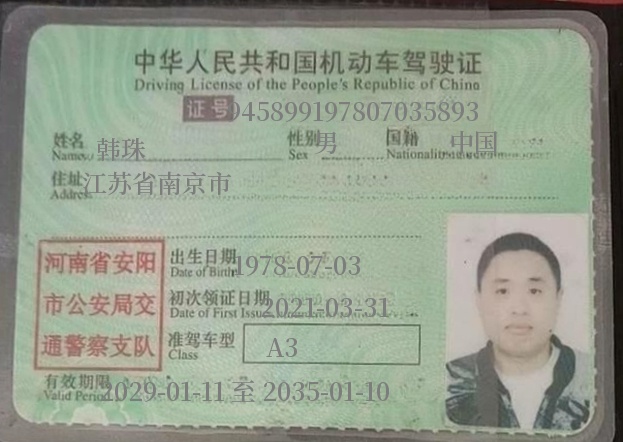 中华人民共和国机动车驾驶证
Driving License of the People's Republic of China
证号 945899197807035893
姓名 韩珠 性别 男 国籍 中国
Name Sex Nationality
住址 江苏省南京市
Address
河南省安阳
市公安局交
通警察支队
出生日期 1978-07-03
Date of Birth
初次领证日期 2021-03-31
Date of First Issue
准驾车型 A3
Class
有效期限 2029-01-11 至 2035-01-10
Valid Period